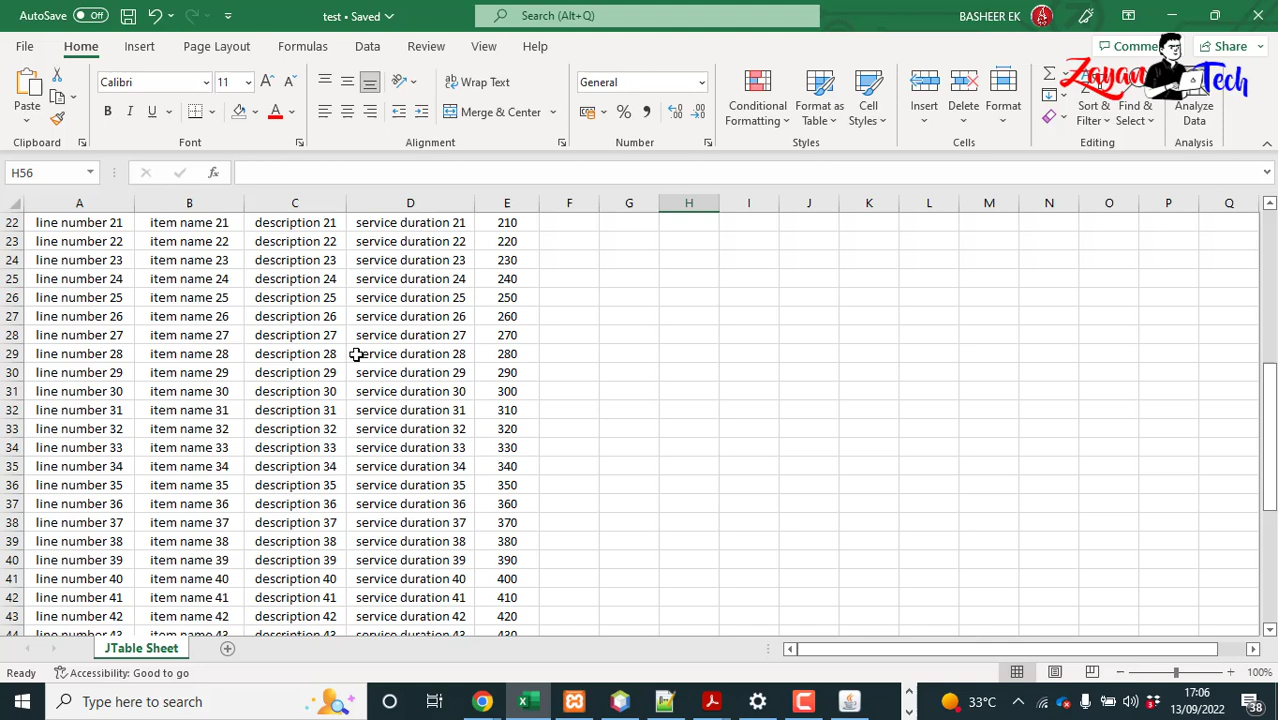 AutoSave Off test • Saved Search (Alt+Q) BASHEER EK
File Home Insert Page Layout Formulas Data Review View Help Share
Zayan Tech
Paste Calibri 11 Wrap Text General Conditional Formatting Format as Table Cell Styles Insert Delete Format Sort & Filter Find & Select Analyze Data
B I U Merge & Center
Clipboard Font Alignment Number Styles Cells Editing Analysis
H56 fx
A B C D E F G H I J K L M N O P Q
22 line number 21 item name 21 description 21 service duration 21 210
23 line number 22 item name 22 description 22 service duration 22 220
24 line number 23 item name 23 description 23 service duration 23 230
25 line number 24 item name 24 description 24 service duration 24 240
26 line number 25 item name 25 description 25 service duration 25 250
27 line number 26 item name 26 description 26 service duration 26 260
28 line number 27 item name 27 description 27 service duration 27 270
29 line number 28 item name 28 description 28 service duration 28 280
30 line number 29 item name 29 description 29 service duration 29 290
31 line number 30 item name 30 description 30 service duration 30 300
32 line number 31 item name 31 description 31 service duration 31 310
33 line number 32 item name 32 description 32 service duration 32 320
34 line number 33 item name 33 description 33 service duration 33 330
35 line number 34 item name 34 description 34 service duration 34 340
36 line number 35 item name 35 description 35 service duration 35 350
37 line number 36 item name 36 description 36 service duration 36 360
38 line number 37 item name 37 description 37 service duration 37 370
39 line number 38 item name 38 description 38 service duration 38 380
40 line number 39 item name 39 description 39 service duration 39 390
41 line number 40 item name 40 description 40 service duration 40 400
42 line number 41 item name 41 description 41 service duration 41 410
43 line number 42 item name 42 description 42 service duration 42 420
44 line number 43 item name 43 description 43 service duration 43 430
JTable Sheet
Ready Accessibility: Good to go 100%
Type here to search 33°C 17:06
13/09/2022 38